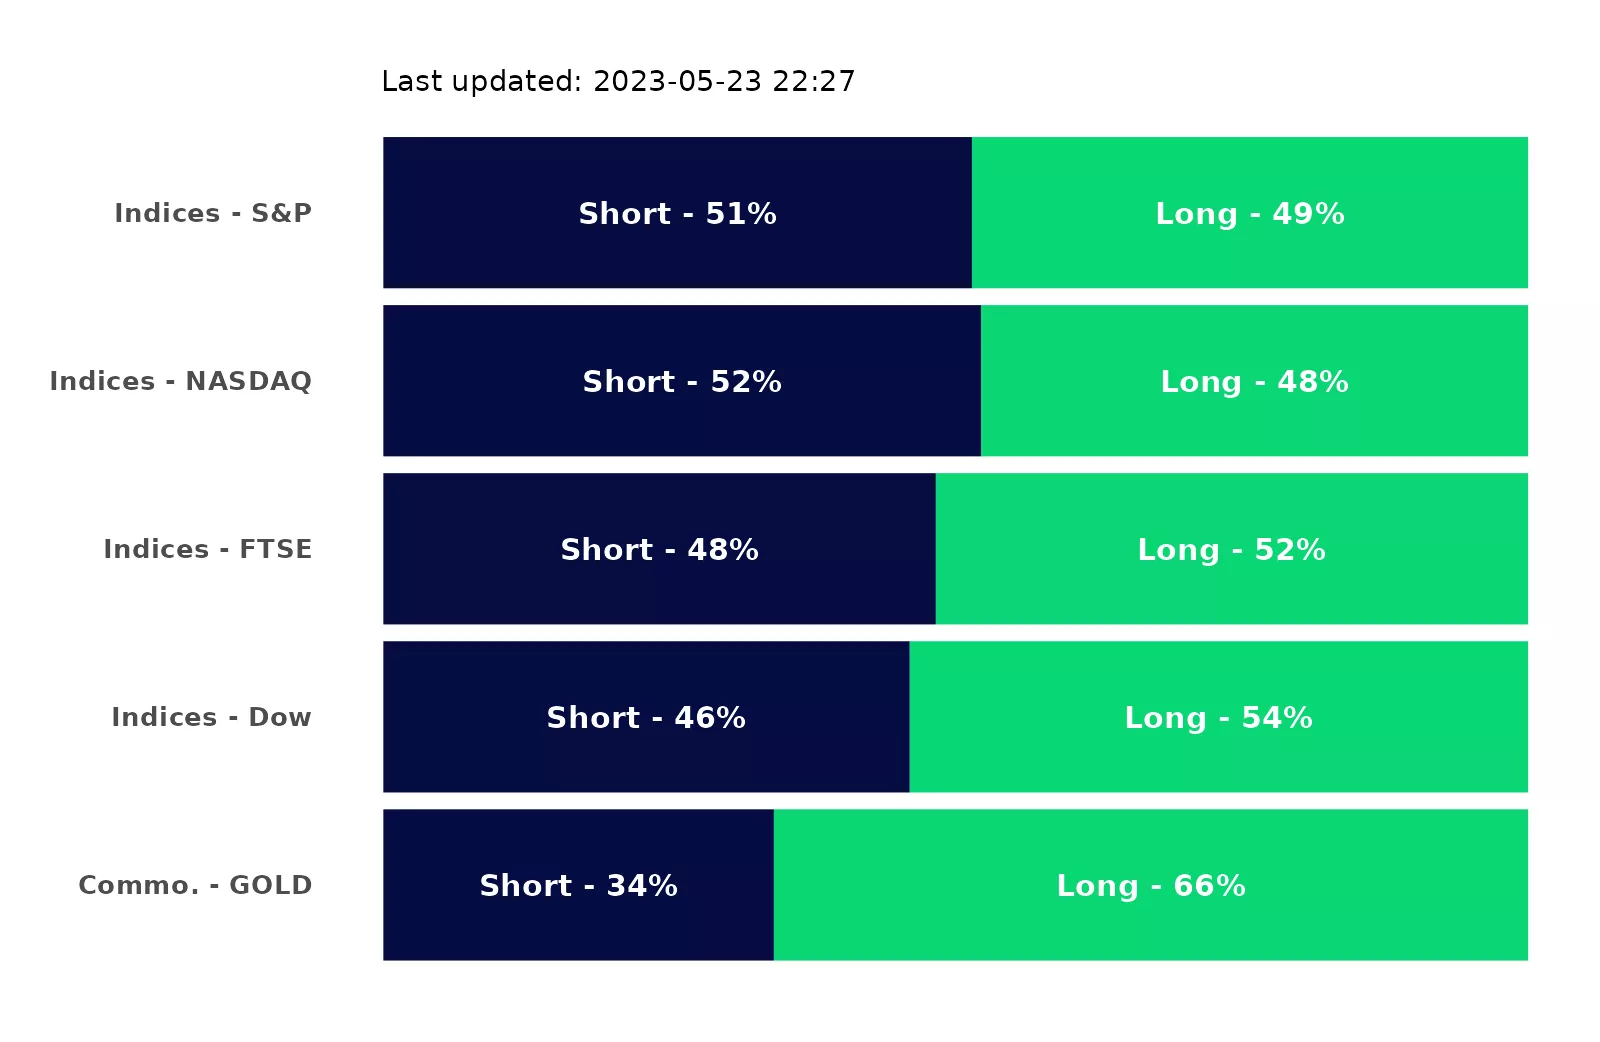 Last updated: 2023-05-23 22:27
Indices - S&P Short - 51% Long - 49%
Indices - NASDAQ Short - 52% Long - 48%
Indices - FTSE Short - 48% Long - 52%
Indices - Dow Short - 46% Long - 54%
Commo. - GOLD Short - 34% Long - 66%